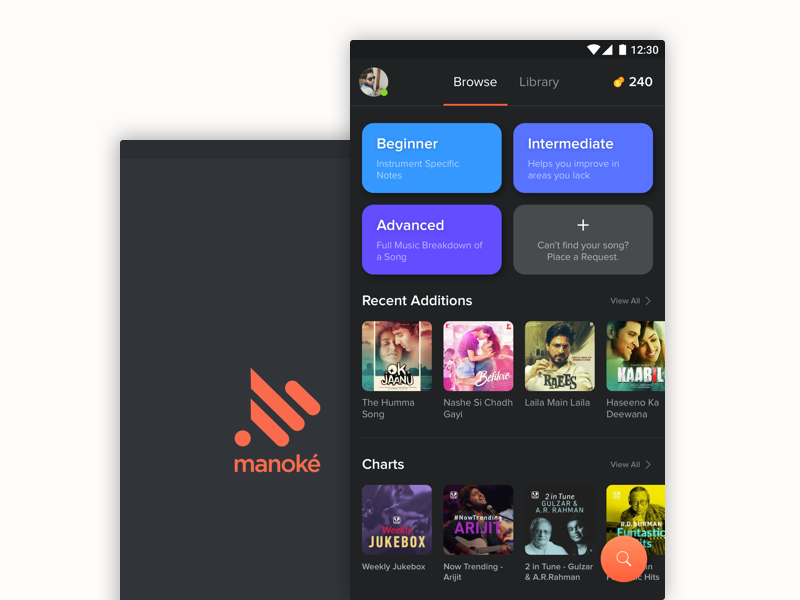 12:30
Browse
Library
240
Beginner
Instrument Specific
Notes
Intermediate
Helps you improve in
areas you lack
Advanced
Full Music Breakdown of
a Song
+
Can't find your song?
Place a Request.
Recent Additions
View All
OK
JAANU
Befikre
RAEES
KAABIL
The Humma
Song
Nashe Si Chadh
Gayi
Laila Main Laila
Haseeno Ka
Deewana
manoké
Charts
View All
Weekly
JUKEBOX
#NowTrending
ARIJIT
2 in Tune
GULZAR &
A.R. RAHMAN
R.D.BURMAN
Funtastic
Weekly Jukebox
Now Trending -
Arijit
2 in Tune - Gulzar
& A.R.Rahman
Hits